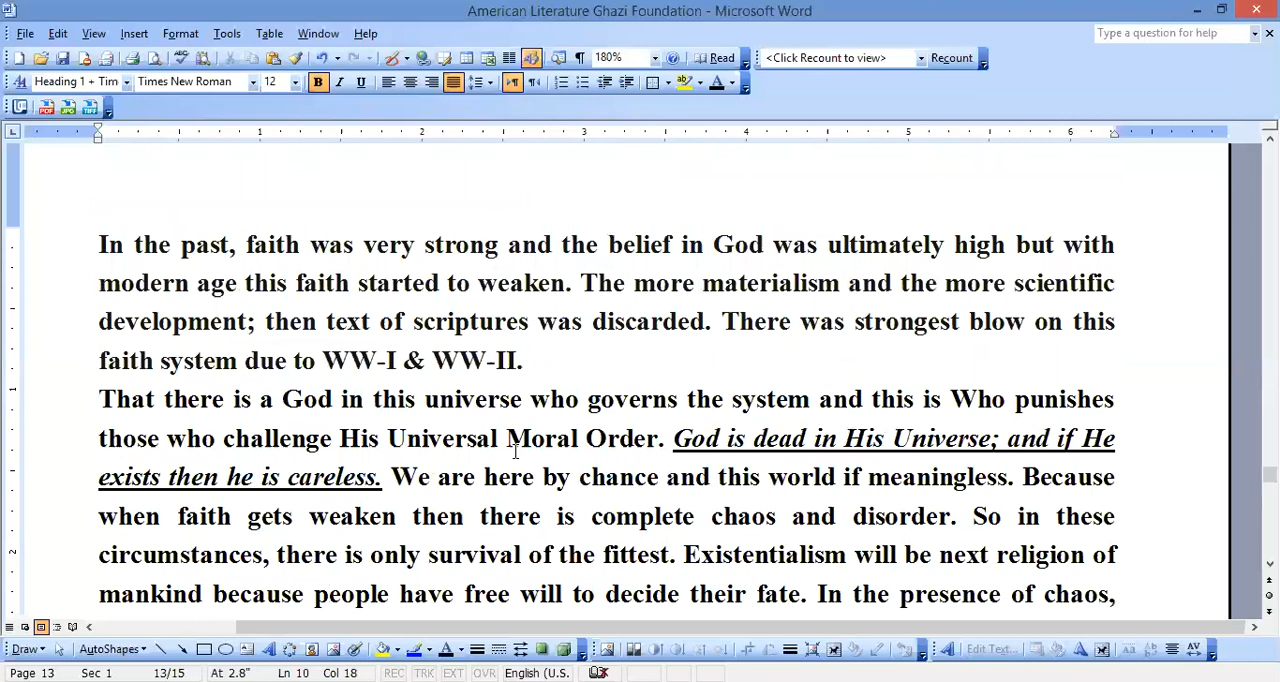 American Literature Ghazi Foundation - Microsoft Word
File Edit View Insert Format Tools Table Window Help
Type a question for help
180%
Read
<Click Recount to view>
Recount
Heading 1 + Tim
Times New Roman
12
B I U
1 2 3 4 5 6
In the past, faith was very strong and the belief in God was ultimately high but with
modern age this faith started to weaken. The more materialism and the more scientific
development; then text of scriptures was discarded. There was strongest blow on this
faith system due to WW-I & WW-II.
That there is a God in this universe who governs the system and this is Who punishes
those who challenge His Universal Moral Order. God is dead in His Universe; and if He
exists then he is careless. We are here by chance and this world if meaningless. Because
when faith gets weaken then there is complete chaos and disorder. So in these
circumstances, there is only survival of the fittest. Existentialism will be next religion of
mankind because people have free will to decide their fate. In the presence of chaos,
Draw AutoShapes
Edit Text...
Page 13 Sec 1 13/15 At 2.8" Ln 10 Col 18 REC TRK EXT OVR English (U.S.